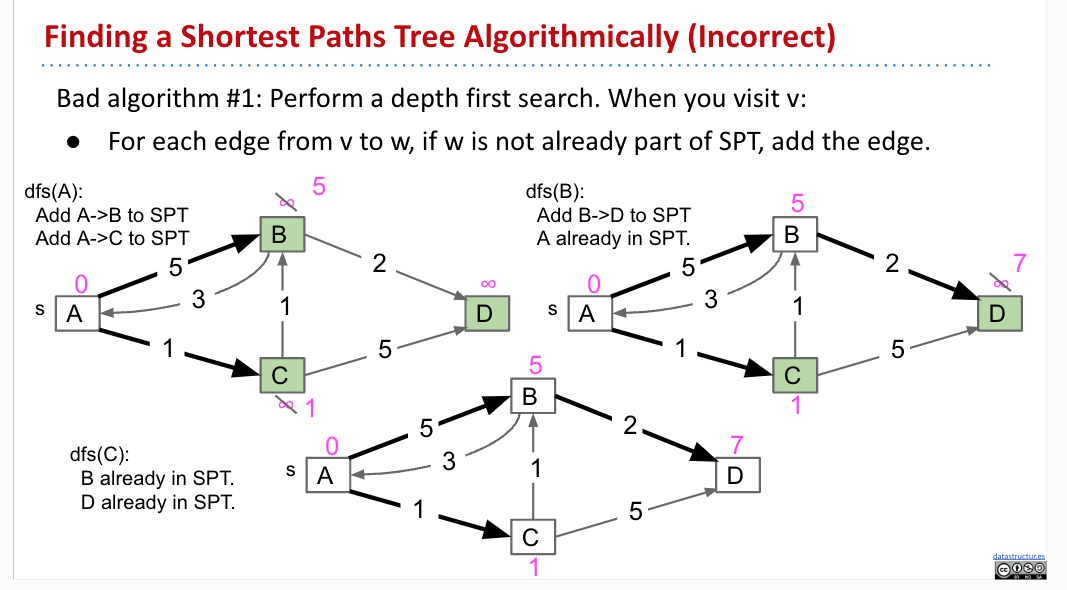 Finding a Shortest Paths Tree Algorithmically (Incorrect)
Bad algorithm #1: Perform a depth first search. When you visit v:
● For each edge from v to w, if w is not already part of SPT, add the edge.
dfs(A):
Add A->B to SPT
Add A->C to SPT
∞ 5
B
5
2
0
3
∞
s A
1
D
1
5
C
∞ 1
dfs(B):
Add B->D to SPT
A already in SPT.
5
B
5
2
∞ 7
0
3
s A
1
D
1
5
C
1
dfs(C):
B already in SPT.
D already in SPT.
5
B
5
2
0
3
7
s A
1
D
1
5
C
1
datastructur.es
cc
BY NC SA